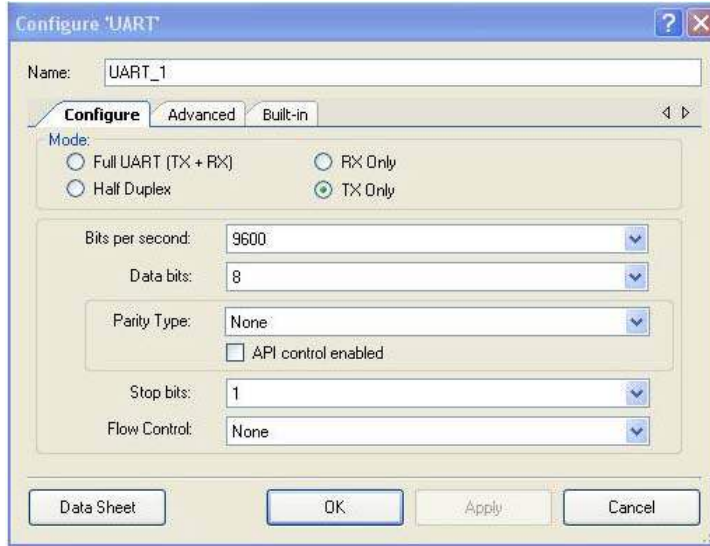 Configure 'UART'
Name: UART_1
Configure Advanced Built-in
Mode:
Full UART (TX + RX) RX Only
Half Duplex TX Only
Bits per second: 9600
Data bits: 8
Parity Type: None
API control enabled
Stop bits: 1
Flow Control: None
Data Sheet OK Apply Cancel